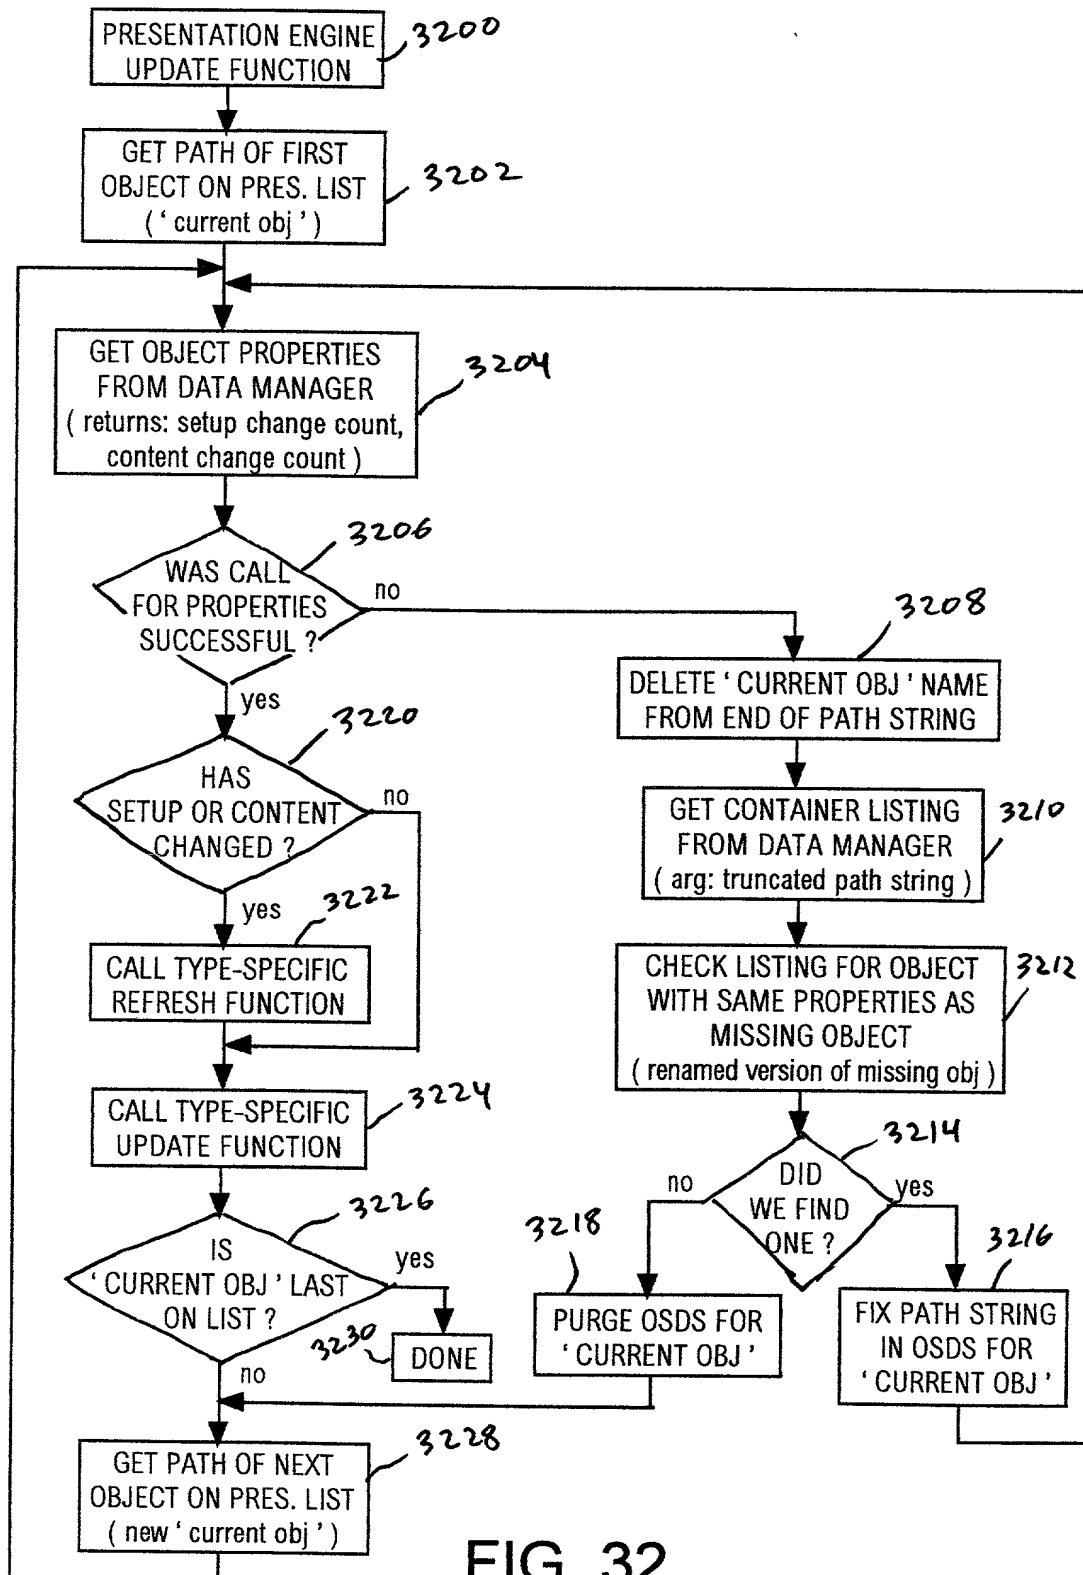 PRESENTATION ENGINE
UPDATE FUNCTION
3200
GET PATH OF FIRST
OBJECT ON PRES. LIST
( ‘ current obj ’ )
3202
GET OBJECT PROPERTIES
FROM DATA MANAGER
( returns: setup change count,
content change count )
3204
WAS CALL
FOR PROPERTIES
SUCCESSFUL ?
3206
no
yes
3208
DELETE ‘ CURRENT OBJ ’ NAME
FROM END OF PATH STRING
HAS
SETUP OR CONTENT
CHANGED ?
3220
no
yes
GET CONTAINER LISTING
FROM DATA MANAGER
( arg: truncated path string )
3210
3222
CALL TYPE-SPECIFIC
REFRESH FUNCTION
CHECK LISTING FOR OBJECT
WITH SAME PROPERTIES AS
MISSING OBJECT
( renamed version of missing obj )
3212
CALL TYPE-SPECIFIC
UPDATE FUNCTION
3224
DID
WE FIND
ONE ?
3214
no
yes
IS
‘ CURRENT OBJ ’ LAST
ON LIST ?
3226
yes
no
3230
DONE
3218
PURGE OSDS FOR
‘ CURRENT OBJ ’
3216
FIX PATH STRING
IN OSDS FOR
‘ CURRENT OBJ ’
GET PATH OF NEXT
OBJECT ON PRES. LIST
( new ‘ current obj ’ )
3228
FIG. 32